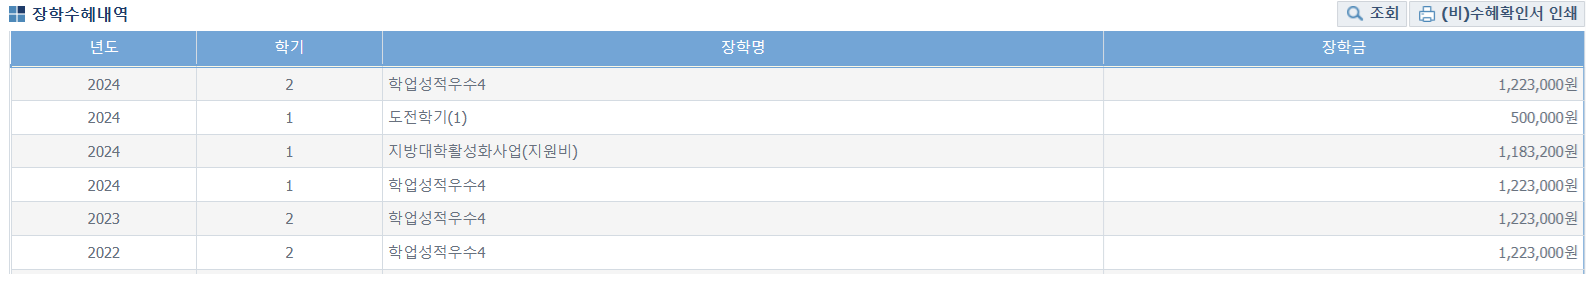 장학수혜내역 조회 (비)수혜확인서 인쇄
년도 학기 장학명 장학금
2024 2 학업성적우수4 1,223,000원
2024 1 도전학기(1) 500,000원
2024 1 지방대학활성화사업(지원비) 1,183,200원
2024 1 학업성적우수4 1,223,000원
2023 2 학업성적우수4 1,223,000원
2022 2 학업성적우수4 1,223,000원